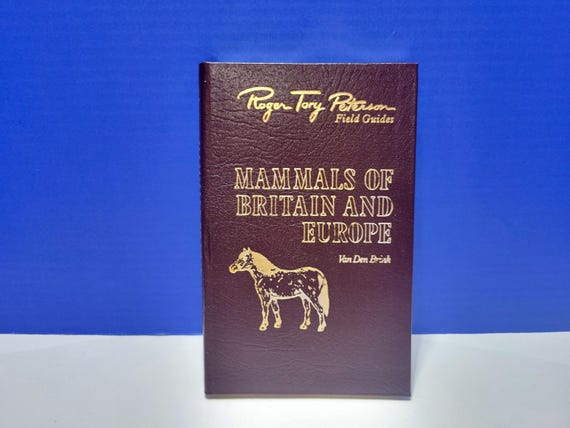 Roger Tory Peterson
Field Guides
MAMMALS OF
BRITAIN AND
EUROPE
Van Den Brink